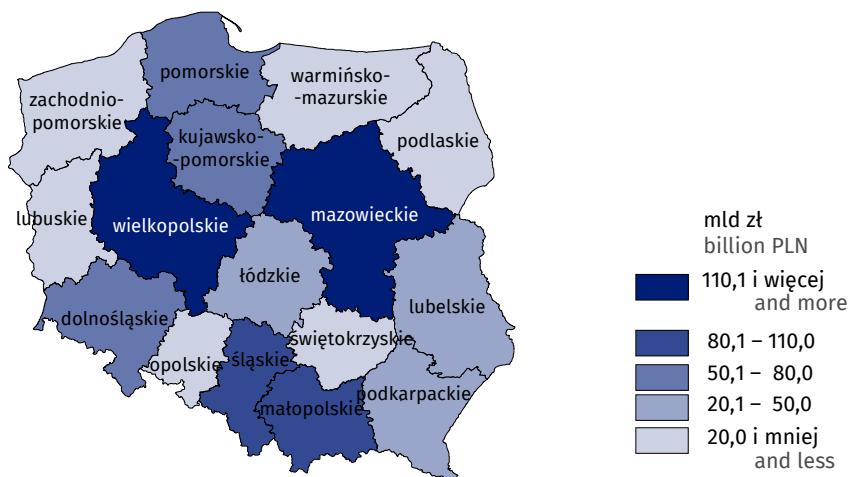 pomorskie
warmińsko-
-mazurskie
zachodnio-
pomorskie
kujawsko-
-pomorskie
podlaskie
lubuskie
wielkopolskie
mazowieckie
łódzkie
lubelskie
dolnośląskie
świętokrzyskie
opolskie
śląskie
podkarpackie
małopolskie
mld zł
billion PLN
110,1 i więcej
and more
80,1 – 110,0
50,1 – 80,0
20,1 – 50,0
20,0 i mniej
and less